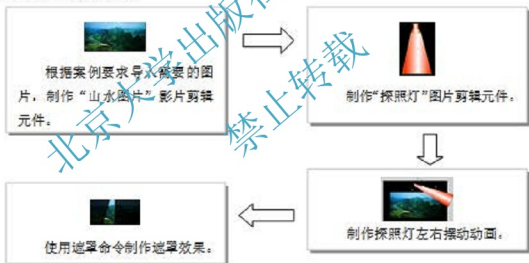 根据案例要求导入需要的图
片，制作“山水图片”影片剪辑
元件。
制作“探照灯”图片剪辑元件。
制作探照灯左右摆动动画。
使用遮罩命令制作遮罩效果。
北京大学出版社
禁止转载